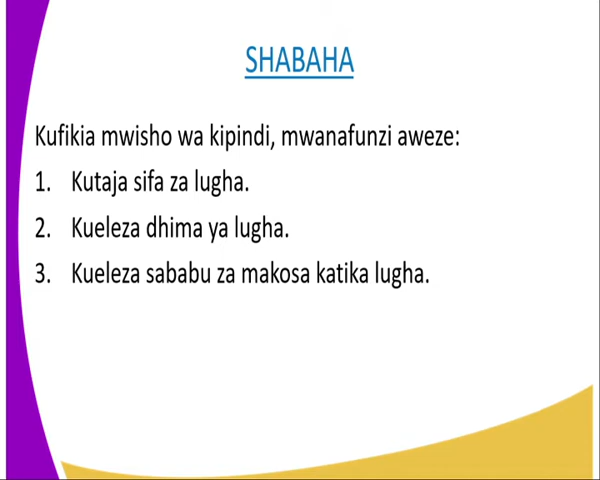 SHABAHA
Kufikia mwisho wa kipindi, mwanafunzi aweze:
1. Kutaja sifa za lugha.
2. Kueleza dhima ya lugha.
3. Kueleza sababu za makosa katika lugha.